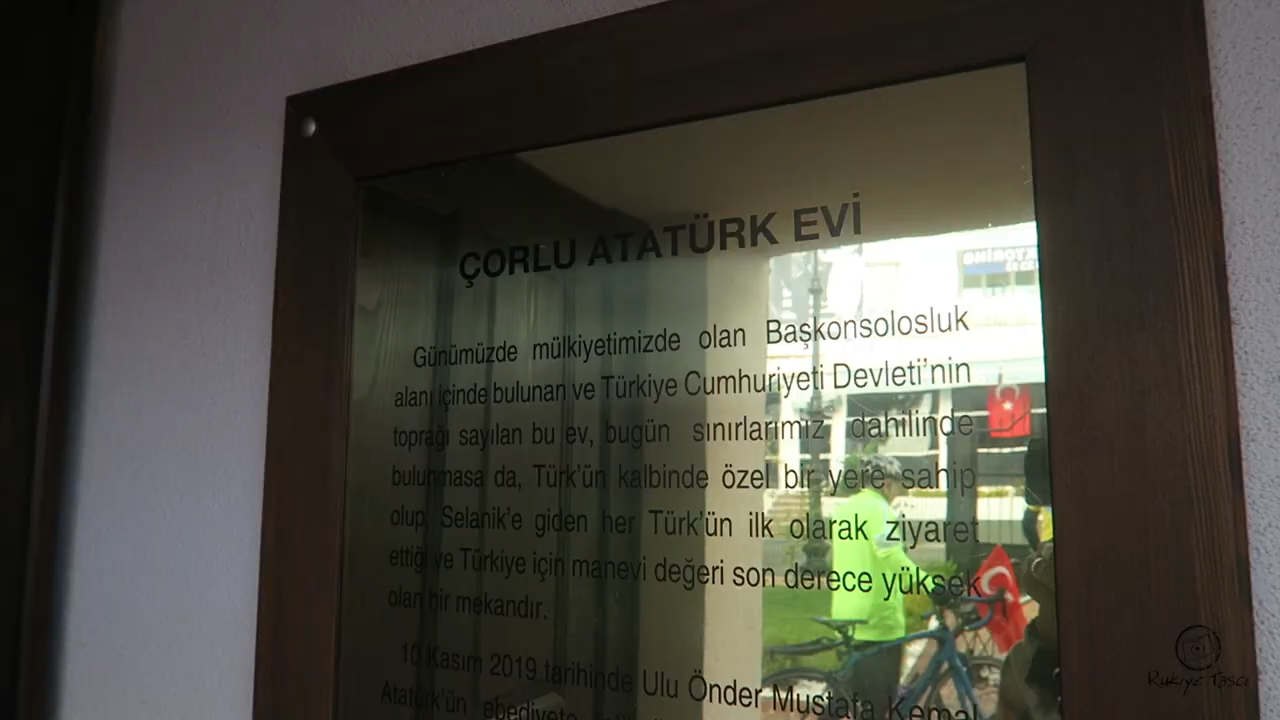 ÇORLU ATATÜRK EVİ
Günümüzde mülkiyetimizde olan Başkonsolosluk
alanı içinde bulunan ve Türkiye Cumhuriyeti Devleti’nin
toprağı sayılan bu ev, bugün sınırlarımız dahilinde
bulunmasa da, Türk’ün kalbinde özel bir yere sahip
olup, Selanik’e giden her Türk’ün ilk olarak ziyaret
ettiği ve Türkiye için manevi değeri son derece yüksek
olan bir mekandır.
10 Kasım 2019 tarihinde Ulu Önder Mustafa Kemal
Atatürk’ün ebediyete
Rukiye Taşcı